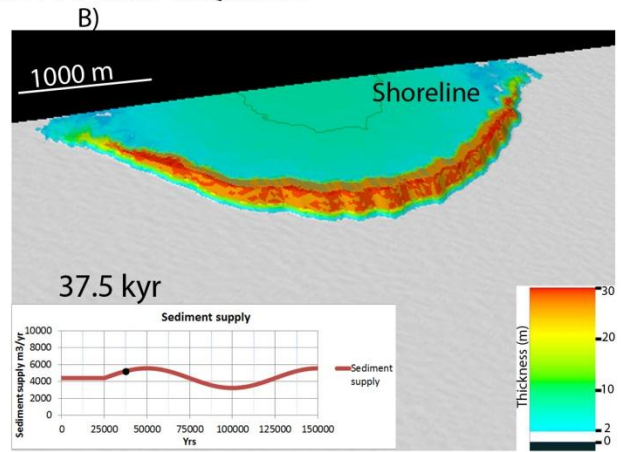 B)
1000 m
Shoreline
37.5 kyr
Sediment supply
Sediment supply m3/yr
10000
8000
6000
4000
2000
0
0
25000
50000
75000
100000
125000
150000
Yrs
Sediment
supply
Thickness (m)
30
20
10
2
0